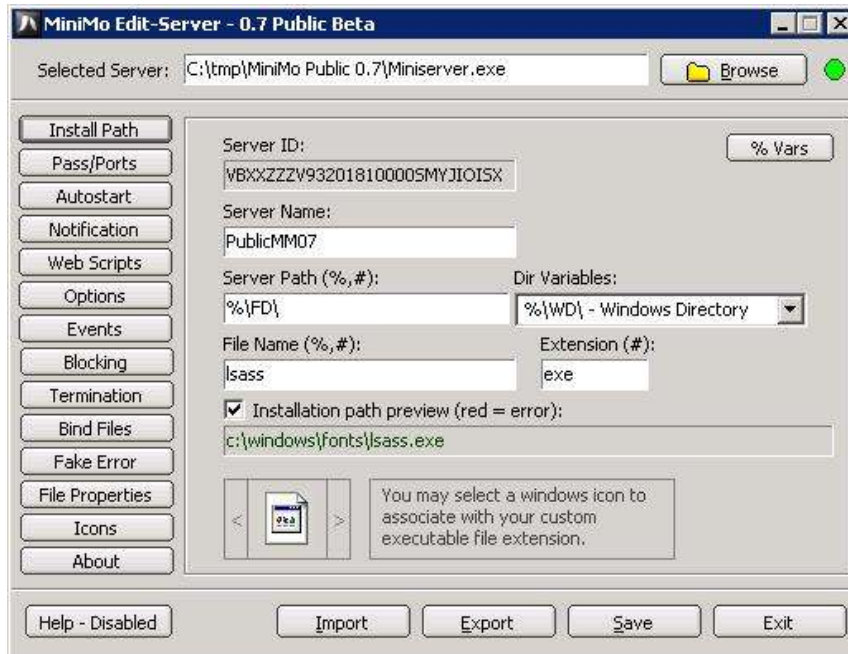 MiniMo Edit-Server - 0.7 Public Beta
Selected Server: C:\tmp\MiniMo Public 0.7\Miniserver.exe Browse
Install Path
Pass/Ports
Autostart
Notification
Web Scripts
Options
Events
Blocking
Termination
Bind Files
Fake Error
File Properties
Icons
About
Server ID:
% Vars
VBXXZZZV93201810000SMYJIOISX
Server Name:
PublicMM07
Server Path (%,#): Dir Variables:
%\FD\ %\WD\ - Windows Directory
File Name (%,#): Extension (#):
lsass exe
Installation path preview (red = error):
c:\windows\fonts\lsass.exe
< >
You may select a windows icon to
associate with your custom
executable file extension.
Help - Disabled Import Export Save Exit